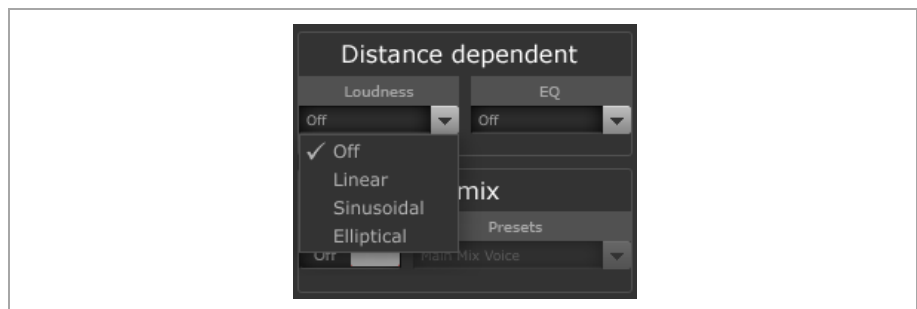 Distance dependent
Loudness EQ
Off Off
✓ Off
Linear
mix
Sinusoidal
Presets
Elliptical
Off Main Mix Voice